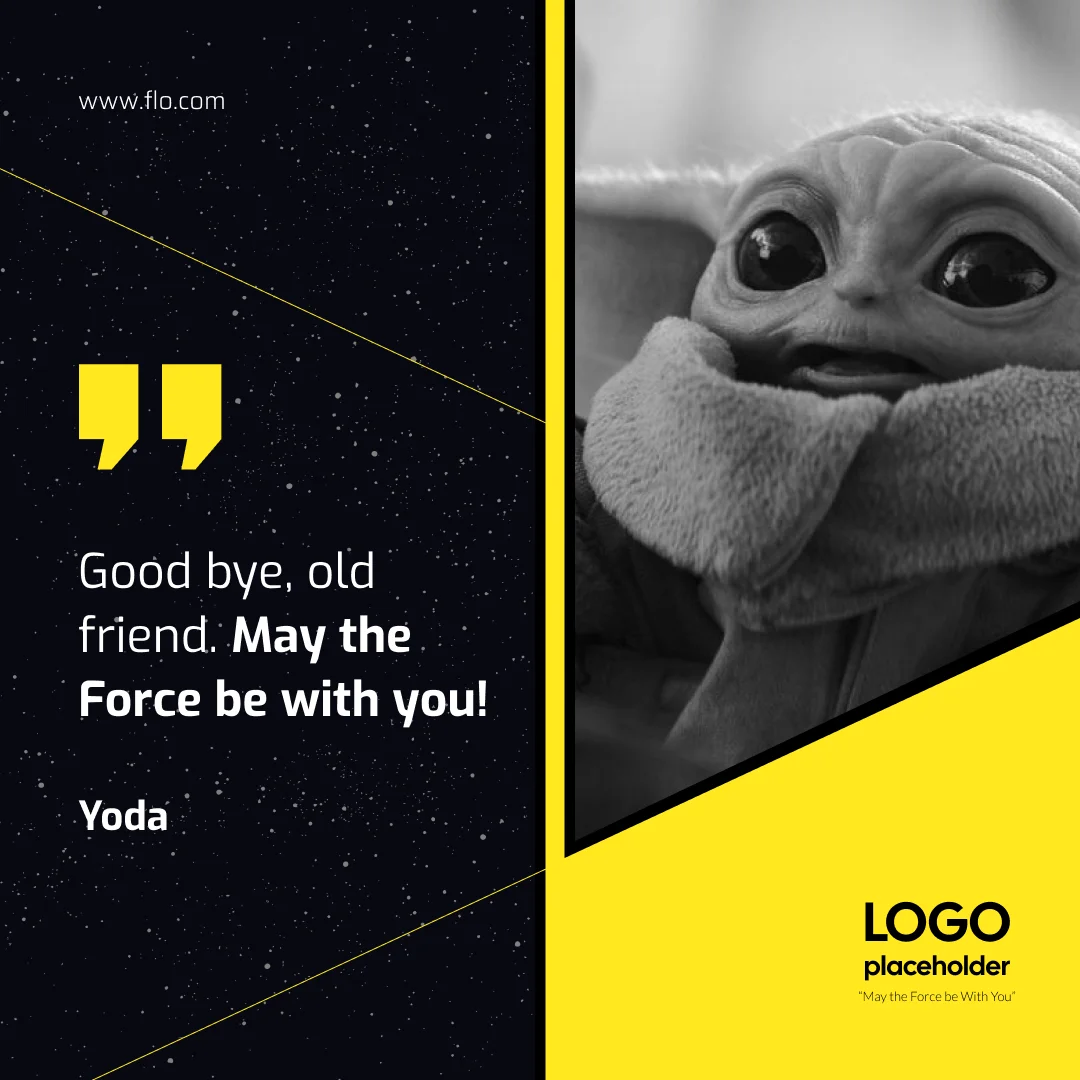 www.flo.com
Good bye, old
friend. May the
Force be with you!
Yoda
LOGO
placeholder
“May the Force be With You”